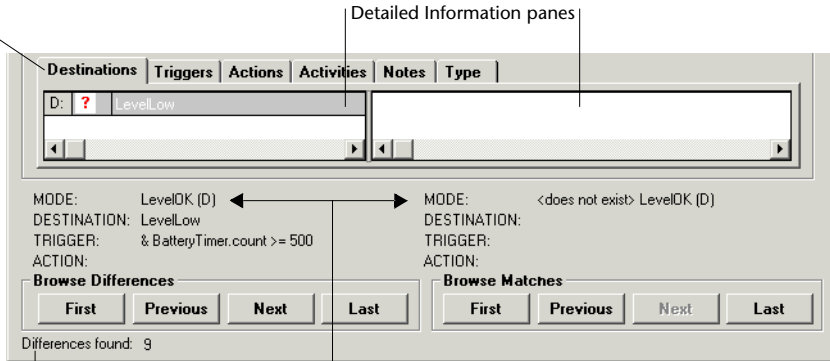 Detailed Information panes
Destinations Triggers Actions Activities Notes Type
D: ? LevelLow
MODE: LevelOK (D)
DESTINATION: LevelLow
TRIGGER: & BatteryTimer.count >= 500
ACTION:
MODE: <does not exist> LevelOK (D)
DESTINATION:
TRIGGER:
ACTION:
Browse Differences
First Previous Next Last
Browse Matches
First Previous Next Last
Differences found: 9